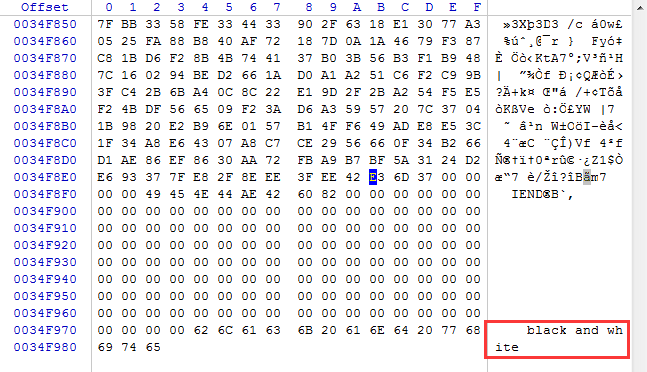 Offset 0 1 2 3 4 5 6 7 8 9 A B C D E F
0034F850 7F BB 33 58 FE 33 44 33 90 2F 63 18 E1 30 77 A3 »3Xþ3D3 /c á0w£
0034F860 05 25 FA 88 B8 40 AF 72 18 7D 0A 1A 46 79 F3 87 %úˆ¸@¯r } Fyó‡
0034F870 C8 1B D6 F2 8B 4B 74 41 37 B0 3B 56 B3 F1 B9 48 È Öò‹KtA7°;V³ñ¹H
0034F880 7C 16 02 94 BE D2 66 1A D0 A1 A2 51 C6 F2 C9 9B | ”¾Òf Ð¡¢QÆòÉ›
0034F890 3F C4 2B 6B A4 0C 8C 22 E1 9D 2F 2B A2 54 F5 E5 ?Ä+k¤ Œ"á /+¢Tõå
0034F8A0 F2 4B DF 56 65 09 F2 3A D6 A3 59 57 20 7C 37 04 òKßVe ò:Ö£YW |7
0034F8B0 1B 98 20 E2 B9 6E 01 57 B1 4F F6 49 AD E8 E5 3C ˜ â¹n W±OöI-èå<
0034F8C0 1F 34 A8 E6 43 07 A8 C7 CE 29 56 66 0F 34 B2 66 4¨æC ¨ÇÎ)Vf 4²f
0034F8D0 D1 AE 86 EF 86 30 AA 72 FB A9 B7 BF 5A 31 24 D2 Ñ®†ï†0ªrû©·¿Z1$Ò
0034F8E0 E6 93 37 7F E8 2F 8E EE 3F EE 42 E3 6D 37 00 00 æ“7 è/Žî?îBãm7
0034F8F0 00 00 49 45 4E 44 AE 42 60 82 00 00 00 00 00 00 IEND®B`‚
0034F900 00 00 00 00 00 00 00 00 00 00 00 00 00 00 00 00
0034F910 00 00 00 00 00 00 00 00 00 00 00 00 00 00 00 00
0034F920 00 00 00 00 00 00 00 00 00 00 00 00 00 00 00 00
0034F930 00 00 00 00 00 00 00 00 00 00 00 00 00 00 00 00
0034F940 00 00 00 00 00 00 00 00 00 00 00 00 00 00 00 00
0034F950 00 00 00 00 00 00 00 00 00 00 00 00 00 00 00 00
0034F960 00 00 00 00 00 00 00 00 00 00 00 00 00 00 00 00
0034F970 00 00 00 00 62 6C 61 63 6B 20 61 6E 64 20 77 68 black and wh
0034F980 69 74 65 ite